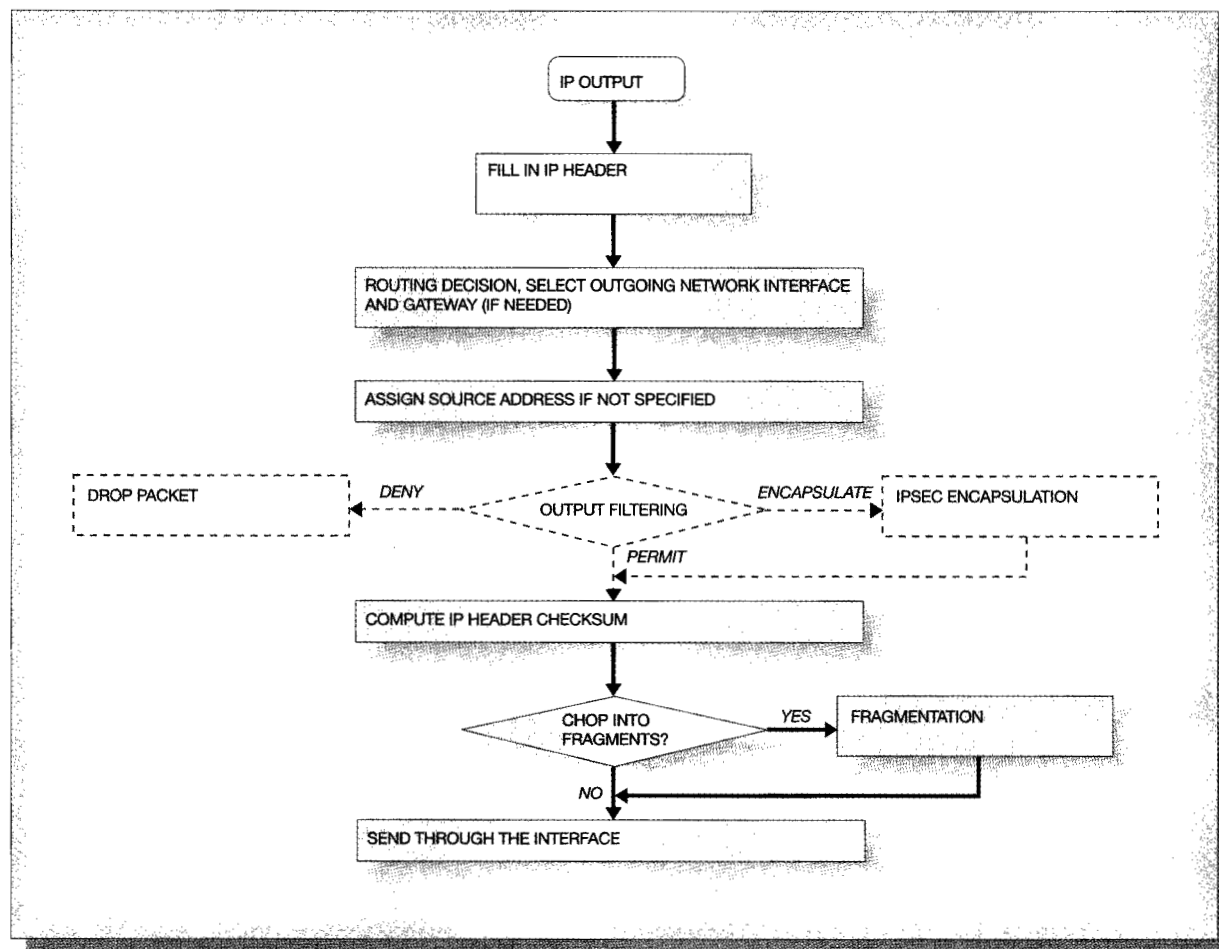 IP OUTPUT
FILL IN IP HEADER
ROUTING DECISION, SELECT OUTGOING NETWORK INTERFACE
AND GATEWAY (IF NEEDED)
ASSIGN SOURCE ADDRESS IF NOT SPECIFIED
DROP PACKET
DENY
OUTPUT FILTERING
ENCAPSULATE
IPSEC ENCAPSULATION
PERMIT
COMPUTE IP HEADER CHECKSUM
CHOP INTO
FRAGMENTS?
YES
FRAGMENTATION
NO
SEND THROUGH THE INTERFACE